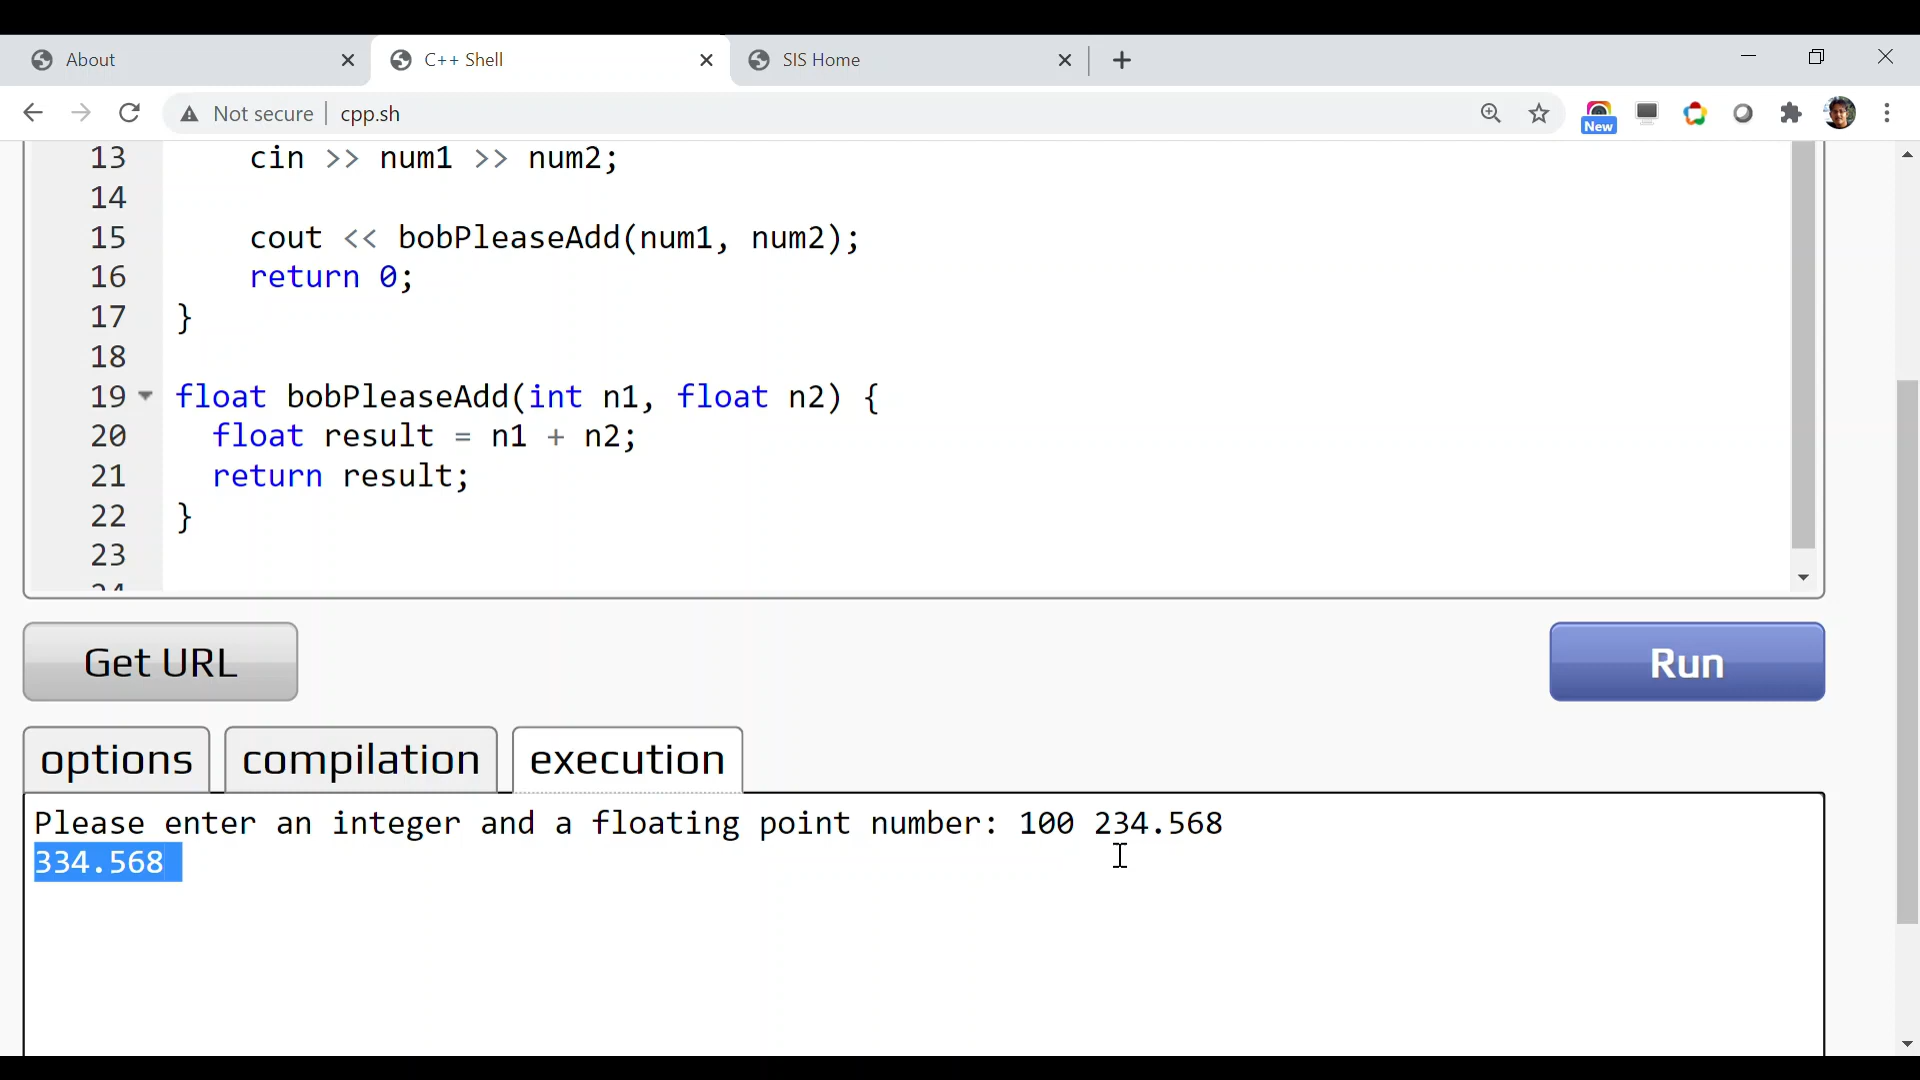 About
C++ Shell
SIS Home
Not secure | cpp.sh
New
13 cin >> num1 >> num2;
14
15 cout << bobPleaseAdd(num1, num2);
16 return 0;
17 }
18
19 float bobPleaseAdd(int n1, float n2) {
20 float result = n1 + n2;
21 return result;
22 }
23
Get URL
Run
options
compilation
execution
Please enter an integer and a floating point number: 100 234.568
334.568